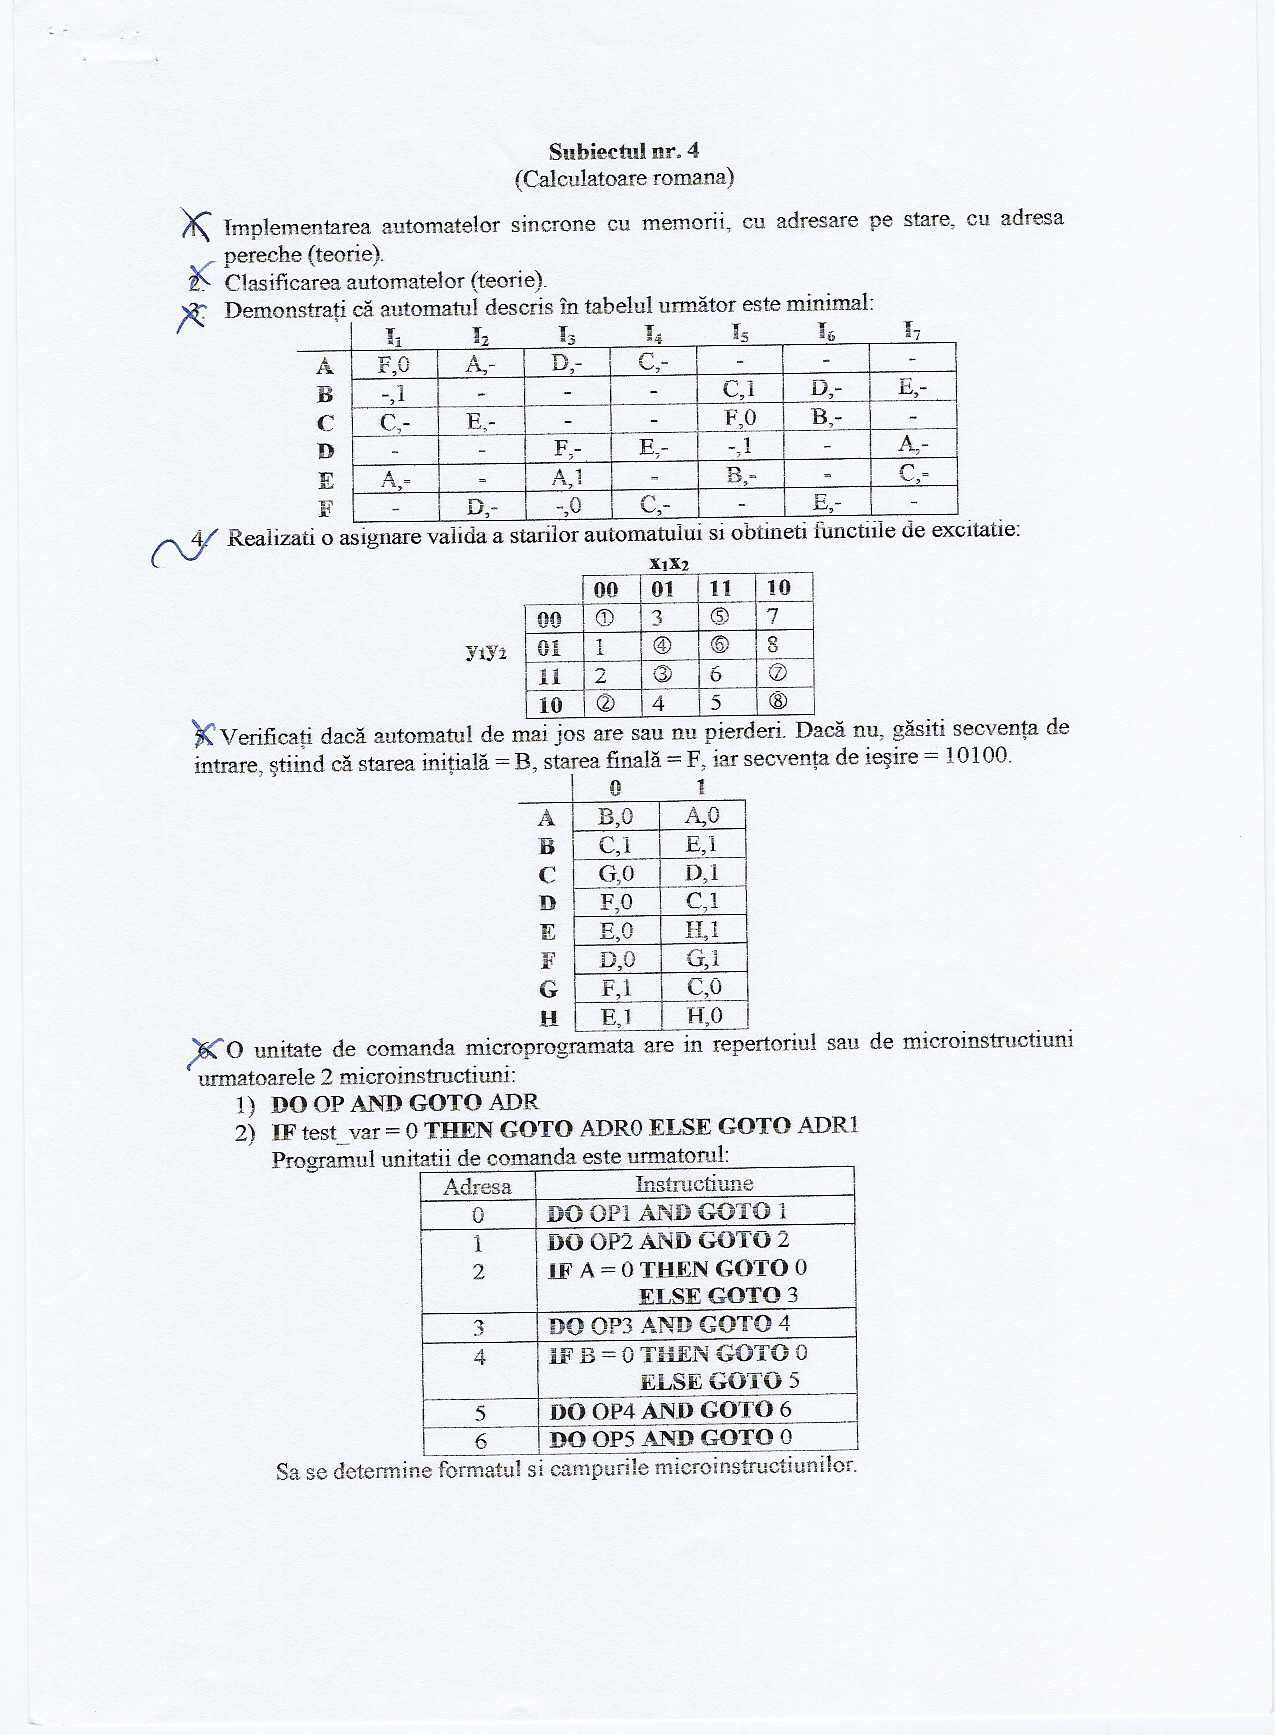 Subiectul nr. 4
(Calculatoare romana)
1. Implementarea automatelor sincrone cu memorii, cu adresare pe stare, cu adresa
pereche (teorie).
2. Clasificarea automatelor (teorie).
3. Demonstrați că automatul descris în tabelul următor este minimal:
I1 I2 I3 I4 I5 I6 I7
A F,0 A,- D,- C,- - - -
B -,1 - - - C,1 D,- E,-
C C,- E,- - - F,0 B,- -
D - - F,- E,- -,1 - A,-
E A,- - A,1 - B,- - C,-
F - D,- -,0 C,- - E,- -
4. Realizati o asignare valida a starilor automatului si obtineti functiile de excitatie:
x1x2
00 01 11 10
00 ① 3 ⑤ 7
y1y2 01 1 ④ ⑥ 8
11 2 ③ 6 ⑦
10 ② 4 5 ⑧
5. Verificați dacă automatul de mai jos are sau nu pierderi. Dacă nu, găsiti secvența de
intrare, ştiind că starea inițială = B, starea finală = F, iar secvența de ieşire = 10100.
0 1
A B,0 A,0
B C,1 E,1
C G,0 D,1
D F,0 C,1
E E,0 H,1
F D,0 G,1
G F,1 C,0
H E,1 H,0
6. O unitate de comanda microprogramata are in repertoriul sau de microinstructiuni
urmatoarele 2 microinstructiuni:
1) DO OP AND GOTO ADR
2) IF test_var = 0 THEN GOTO ADR0 ELSE GOTO ADR1
Programul unitatii de comanda este urmatorul:
Adresa Instructiune
0 DO OP1 AND GOTO 1
1 DO OP2 AND GOTO 2
2 IF A = 0 THEN GOTO 0
ELSE GOTO 3
3 DO OP3 AND GOTO 4
4 IF B = 0 THEN GOTO 0
ELSE GOTO 5
5 DO OP4 AND GOTO 6
6 DO OP5 AND GOTO 0
Sa se determine formatul si campurile microinstructiunilor.